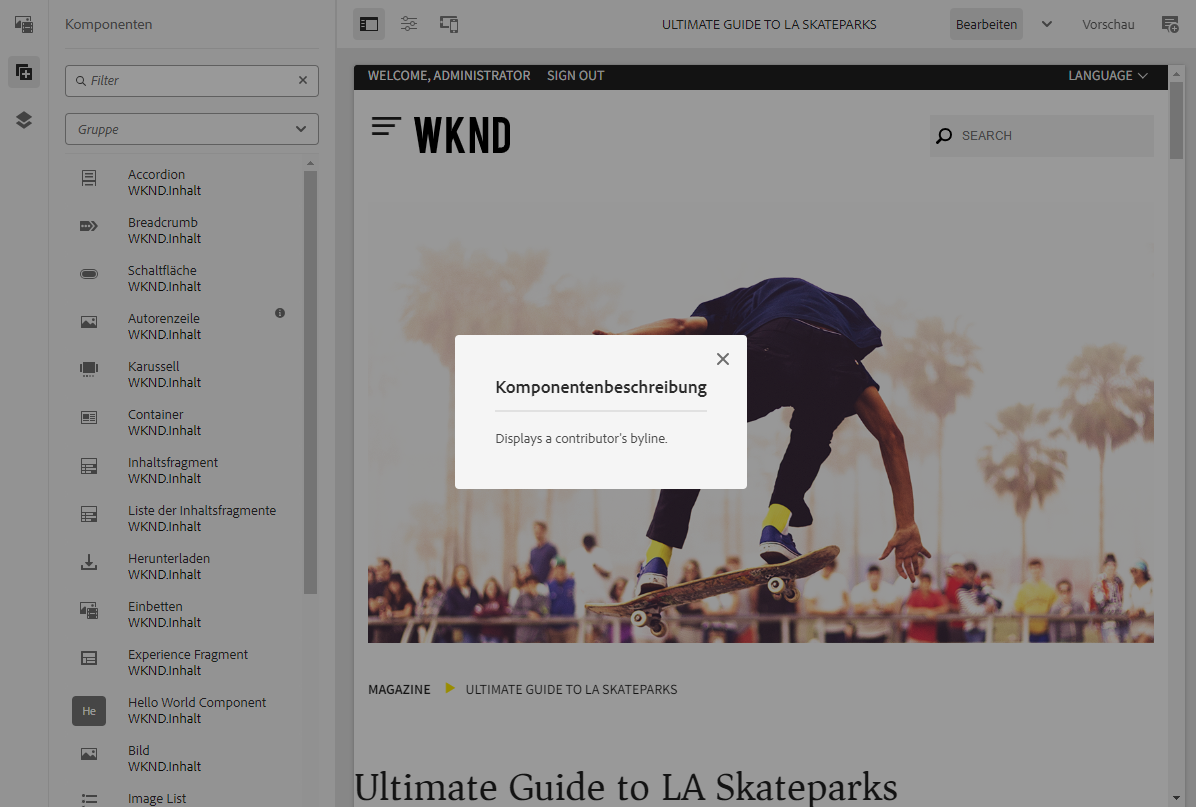 Komponenten
ULTIMATE GUIDE TO LA SKATEPARKS
Bearbeiten
Vorschau
Filter
Gruppe
Accordion
WKND.Inhalt
Breadcrumb
WKND.Inhalt
Schaltfläche
WKND.Inhalt
Autorenzeile
WKND.Inhalt
Karussell
WKND.Inhalt
Container
WKND.Inhalt
Inhaltsfragment
WKND.Inhalt
Liste der Inhaltsfragmente
WKND.Inhalt
Herunterladen
WKND.Inhalt
Einbetten
WKND.Inhalt
Experience Fragment
WKND.Inhalt
He
Hello World Component
WKND.Inhalt
Bild
WKND.Inhalt
Image List
WELCOME, ADMINISTRATOR SIGN OUT
LANGUAGE
WKND
SEARCH
Komponentenbeschreibung
Displays a contributor's byline.
MAGAZINE
ULTIMATE GUIDE TO LA SKATEPARKS
Ultimate Guide to LA Skateparks